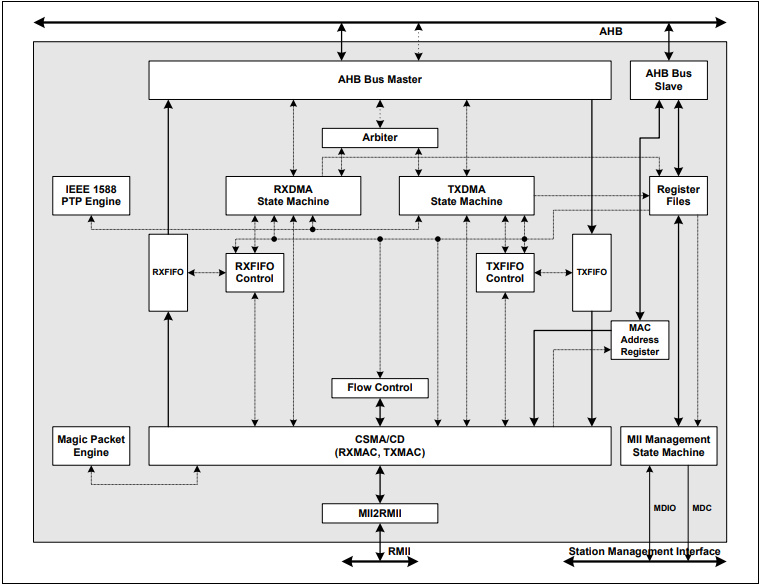 AHB
AHB Bus Master
AHB Bus
Slave
Arbiter
IEEE 1588
PTP Engine
RXDMA
State Machine
TXDMA
State Machine
Register
Files
RXFIFO
RXFIFO
Control
TXFIFO
Control
TXFIFO
MAC
Address
Register
Flow Control
Magic Packet
Engine
CSMA/CD
(RXMAC, TXMAC)
MII Management
State Machine
MII2RMII
MDIO
MDC
RMII
Station Management Interface